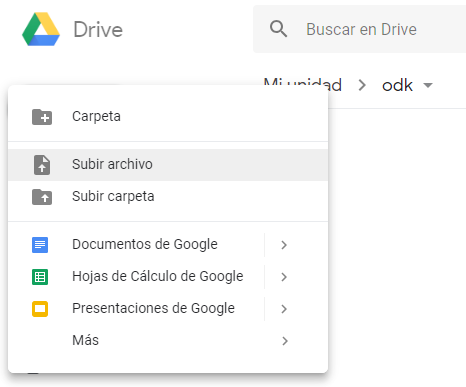 Drive
Buscar en Drive
Mi unidad > odk
Carpeta
Subir archivo
Subir carpeta
Documentos de Google
Hojas de Cálculo de Google
Presentaciones de Google
Más